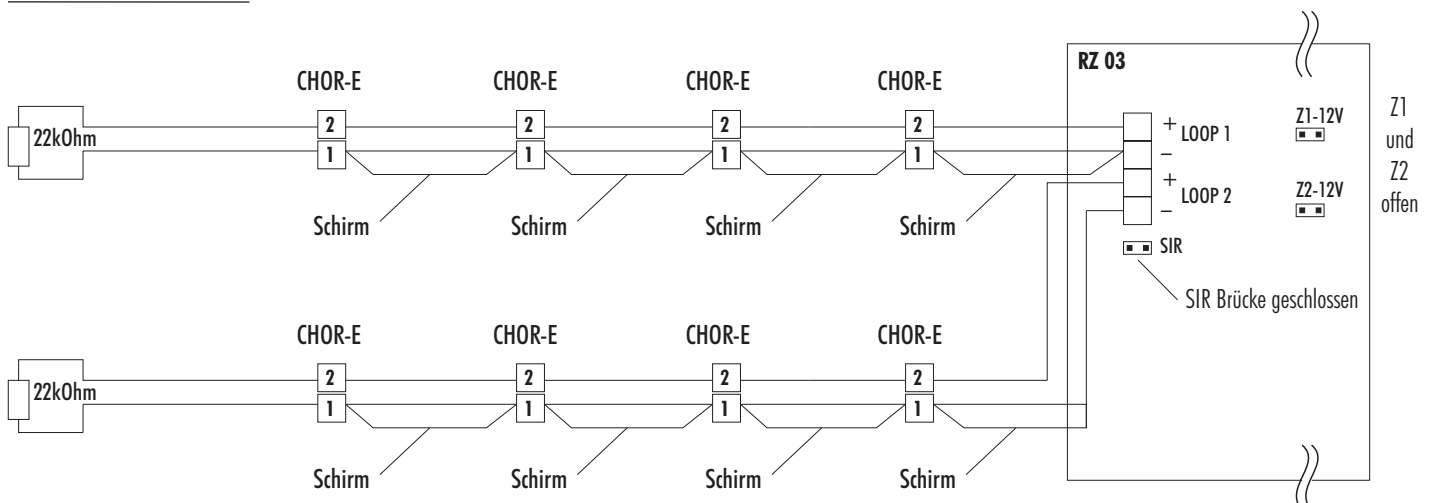 RZ 03
CHOR-E CHOR-E CHOR-E CHOR-E
22kOhm
2 2 2 2
1 1 1 1
Schirm Schirm Schirm Schirm
+
LOOP 1
–
+
LOOP 2
–
Z1-12V
Z2-12V
Z1
und
Z2
offen
SIR
SIR Brücke geschlossen
CHOR-E CHOR-E CHOR-E CHOR-E
22kOhm
2 2 2 2
1 1 1 1
Schirm Schirm Schirm Schirm